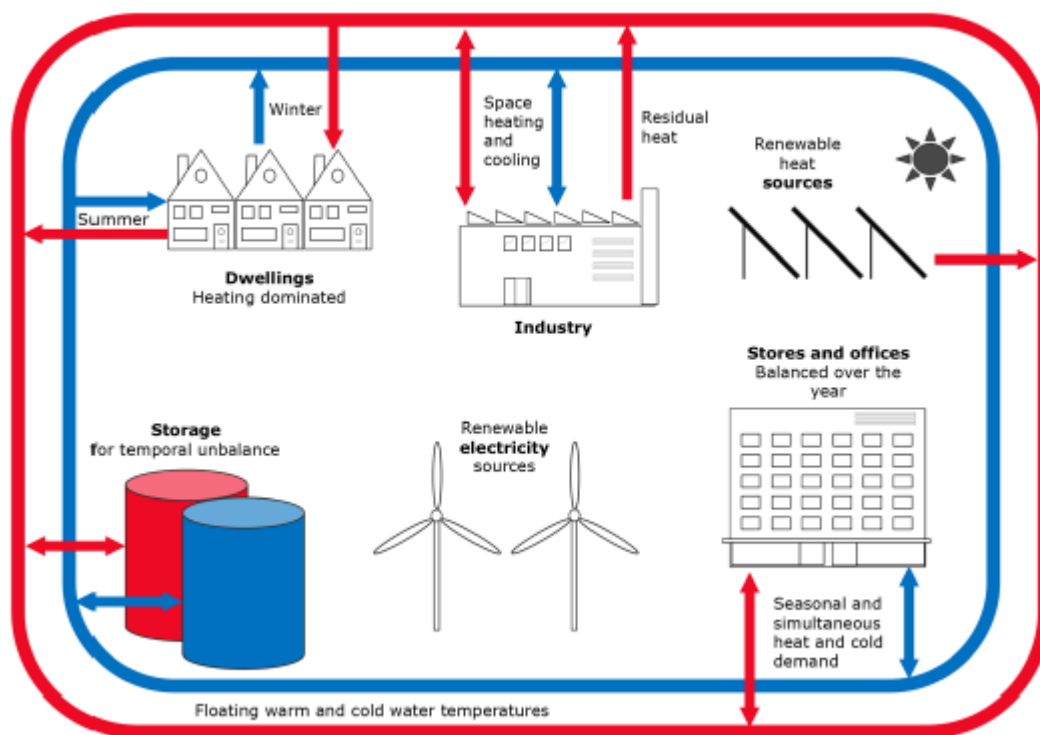 Winter
Summer
Dwellings
Heating dominated
Space
heating
and
cooling
Residual
heat
Industry
Renewable
heat
sources
Stores and offices
Balanced over the
year
Storage
for temporal unbalance
Renewable
electricity
sources
Seasonal and
simultaneous
heat and cold
demand
Floating warm and cold water temperatures